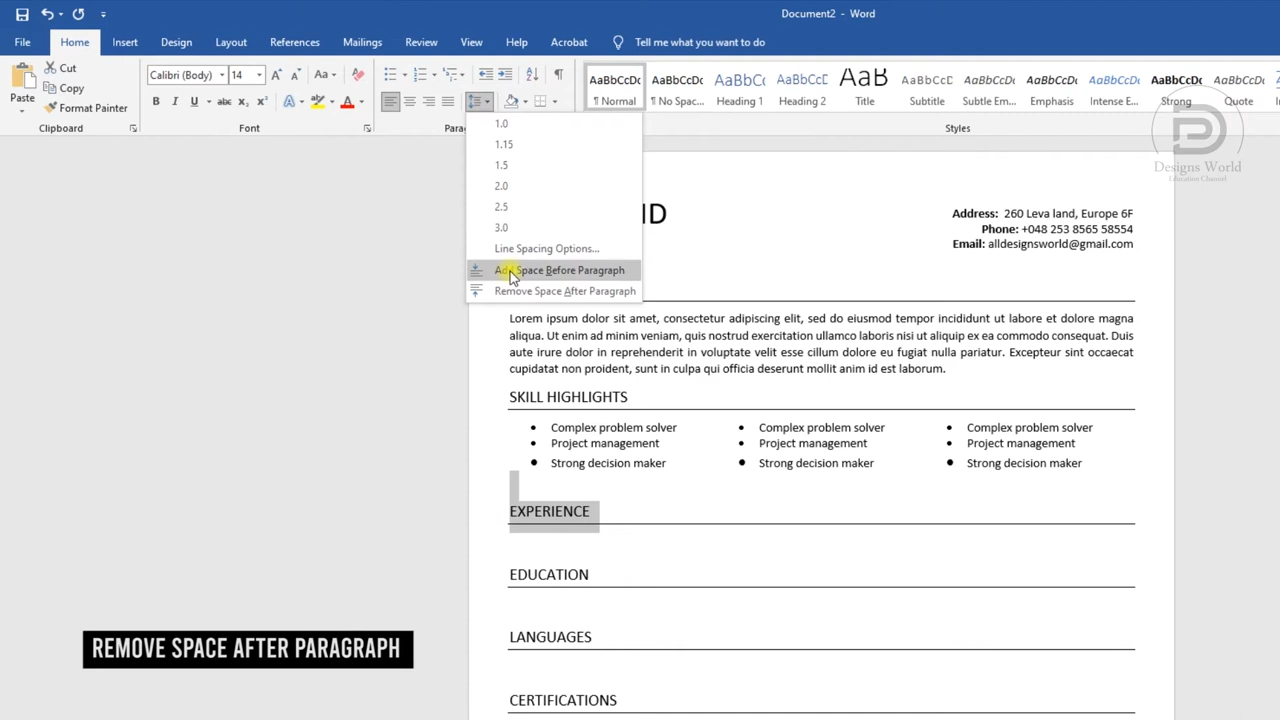 Document2 - Word
File Home Insert Design Layout References Mailings Review View Help Acrobat Tell me what you want to do
Paste
Cut
Copy
Format Painter
Clipboard
Calibri (Body) 14
Font
AaBbCcDc AaBbCcDc AaBbCc AaBbCcD AaB AaBbCcD AaBbCcDc AaBbCcDc AaBbCcDc AaBbCcDc AaBbCcDc
¶ Normal ¶ No Spac... Heading 1 Heading 2 Title Subtitle Subtle Em... Emphasis Intense E... Strong Quote
Styles
1.0
1.15
1.5
2.0
2.5
3.0
Line Spacing Options...
Add Space Before Paragraph
Remove Space After Paragraph
Designs World
Education Channel
Address: 260 Leva land, Europe 6F
Phone: +048 253 8565 58554
Email: alldesignsworld@gmail.com
Lorem ipsum dolor sit amet, consectetur adipiscing elit, sed do eiusmod tempor incididunt ut labore et dolore magna
aliqua. Ut enim ad minim veniam, quis nostrud exercitation ullamco laboris nisi ut aliquip ex ea commodo consequat. Duis
aute irure dolor in reprehenderit in voluptate velit esse cillum dolore eu fugiat nulla pariatur. Excepteur sint occaecat
cupidatat non proident, sunt in culpa qui officia deserunt mollit anim id est laborum.
SKILL HIGHLIGHTS
• Complex problem solver • Complex problem solver • Complex problem solver
• Project management • Project management • Project management
• Strong decision maker • Strong decision maker • Strong decision maker
EXPERIENCE
EDUCATION
LANGUAGES
CERTIFICATIONS
REMOVE SPACE AFTER PARAGRAPH